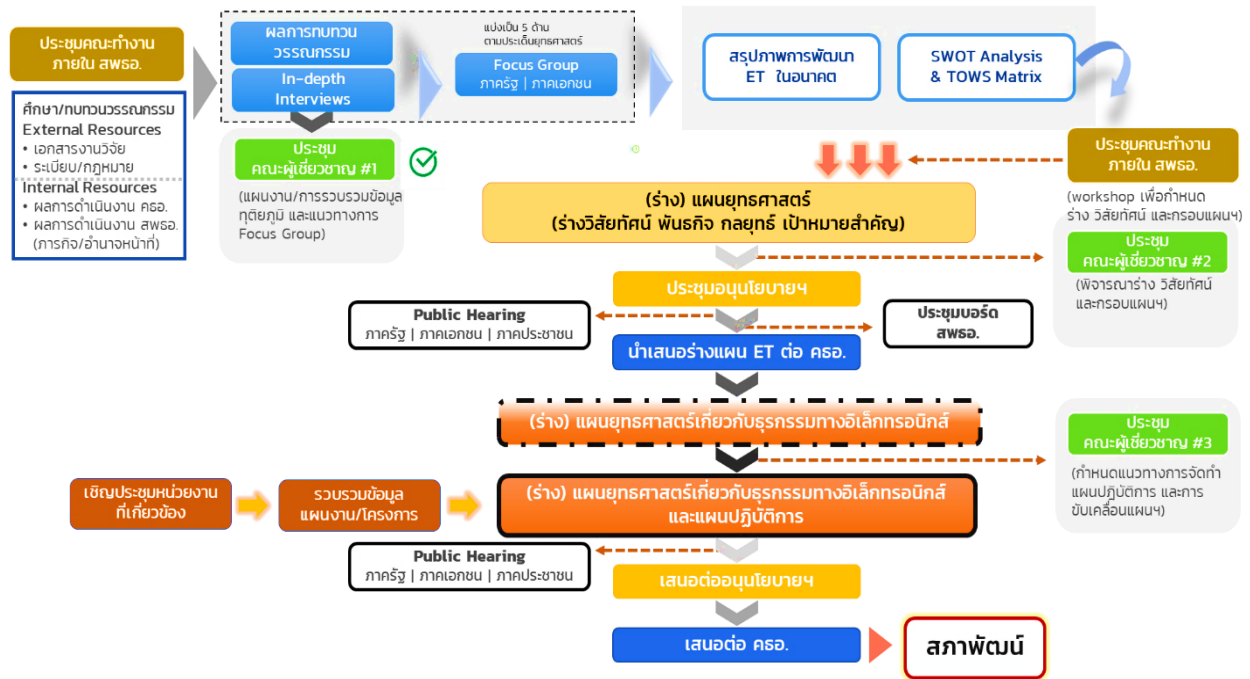 ประชุมคณะทำงาน
ภายใน สพธอ.
ศึกษา/ทบทวนวรรณกรรม
External Resources
• เอกสารงานวิจัย
• ระเบียบ/กฎหมาย
Internal Resources
• ผลการดำเนินงาน คธอ.
• ผลการดำเนินงาน สพธอ.
(ภารกิจ/อำนาจหน้าที่)
ผลการทบทวน
วรรณกรรม
In-depth
Interviews
แบ่งเป็น 5 ด้าน
ตามประเด็นยุทธศาสตร์
Focus Group
ภาครัฐ | ภาคเอกชน
ประชุม
คณะผู้เชี่ยวชาญ #1
(แผนงาน/การรวบรวมข้อมูล
ทุติยภูมิ และแนวทางการ
Focus Group)
สรุปภาพการพัฒนา
ET ในอนาคต
SWOT Analysis
& TOWS Matrix
ประชุมคณะทำงาน
ภายใน สพธอ.
(workshop เพื่อกำหนด
ร่าง วิสัยทัศน์ และกรอบแผนฯ)
(ร่าง) แผนยุทธศาสตร์
(ร่างวิสัยทัศน์ พันธกิจ กลยุทธ์ เป้าหมายสำคัญ)
ประชุม
คณะผู้เชี่ยวชาญ #2
(พิจารณาร่าง วิสัยทัศน์
และกรอบแผนฯ)
ประชุมอนุนโยบายฯ
Public Hearing
ภาครัฐ | ภาคเอกชน | ภาคประชาชน
ประชุมบอร์ด
สพธอ.
นำเสนอร่างแผน ET ต่อ คธอ.
(ร่าง) แผนยุทธศาสตร์เกี่ยวกับธุรกรรมทางอิเล็กทรอนิกส์
ประชุม
คณะผู้เชี่ยวชาญ #3
(กำหนดแนวทางการจัดทำ
แผนปฏิบัติการ และการ
ขับเคลื่อนแผนฯ)
เชิญประชุมหน่วยงาน
ที่เกี่ยวข้อง
รวบรวมข้อมูล
แผนงาน/โครงการ
(ร่าง) แผนยุทธศาสตร์เกี่ยวกับธุรกรรมทางอิเล็กทรอนิกส์
และแผนปฏิบัติการ
Public Hearing
ภาครัฐ | ภาคเอกชน | ภาคประชาชน
เสนอต่ออนุนโยบายฯ
เสนอต่อ คธอ.
สภาพัฒน์